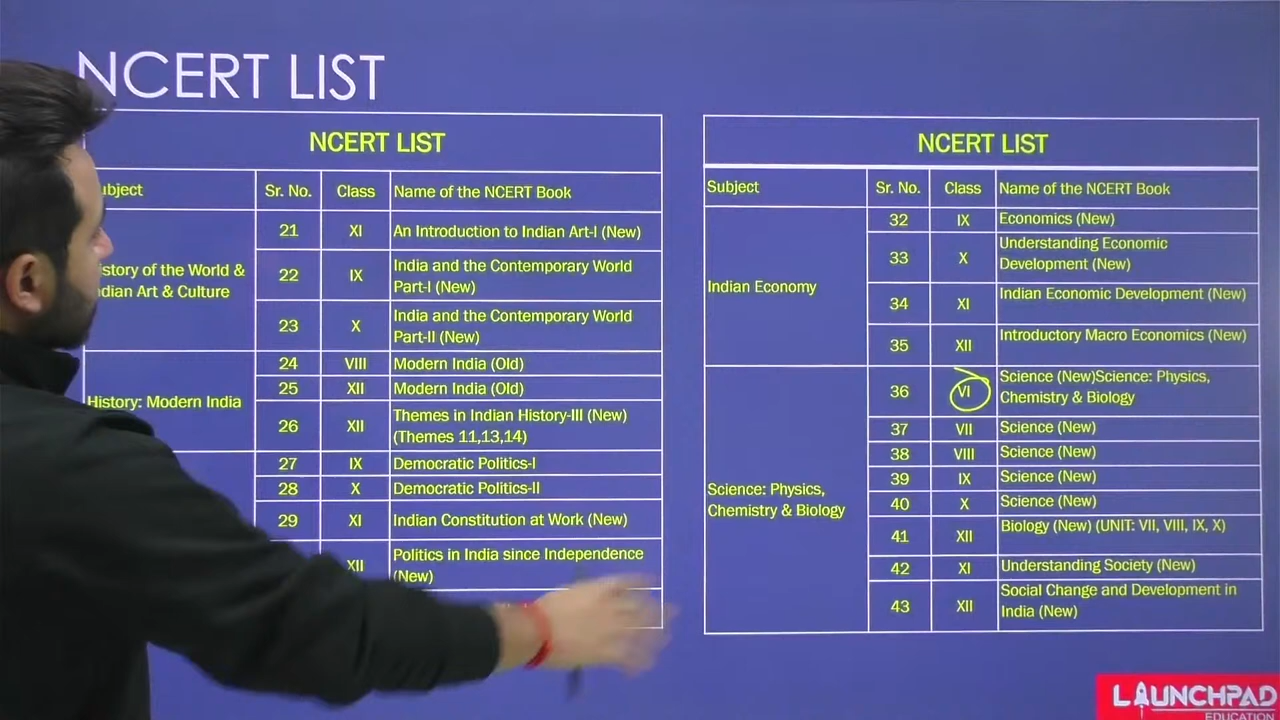 NCERT LIST
NCERT LIST
Sr. No. Class Name of the NCERT Book
21 XI An Introduction to Indian Art-I (New)
History of the World &
Indian Art & Culture
22 IX India and the Contemporary World
Part-I (New)
23 X India and the Contemporary World
Part-II (New)
24 VIII Modern India (Old)
History: Modern India
25 XII Modern India (Old)
26 XII Themes in Indian History-III (New)
(Themes 11,13,14)
27 IX Democratic Politics-I
28 X Democratic Politics-II
29 XI Indian Constitution at Work (New)
XII Politics in India since Independence
(New)
NCERT LIST
Subject Sr. No. Class Name of the NCERT Book
Indian Economy
32 IX Economics (New)
33 X Understanding Economic
Development (New)
34 XI Indian Economic Development (New)
35 XII Introductory Macro Economics (New)
Science: Physics,
Chemistry & Biology
36 VI Science (New)Science: Physics,
Chemistry & Biology
37 VII Science (New)
38 VIII Science (New)
39 IX Science (New)
40 X Science (New)
41 XII Biology (New) (UNIT: VII, VIII, IX, X)
42 XI Understanding Society (New)
43 XII Social Change and Development in
India (New)
LAUNCHPAD
EDUCATION